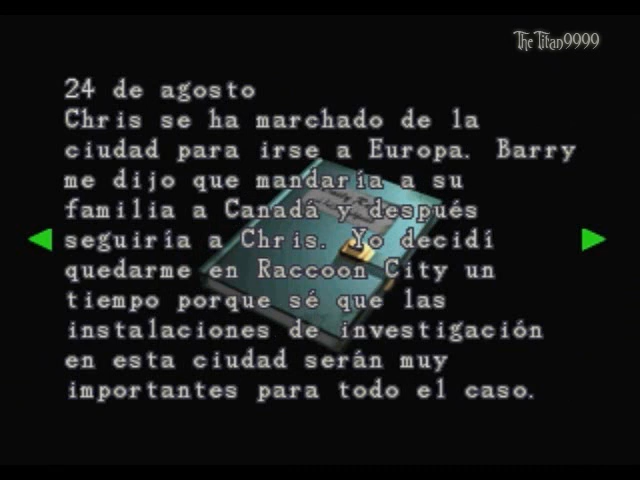 The Titan9999
24 de agosto
Chris se ha marchado de la
ciudad para irse a Europa. Barry
me dijo que mandaría a su
familia a Canadá y después
seguiría a Chris. Yo decidí
quedarme en Raccoon City un
tiempo porque sé que las
instalaciones de investigación
en esta ciudad serán muy
importantes para todo el caso.